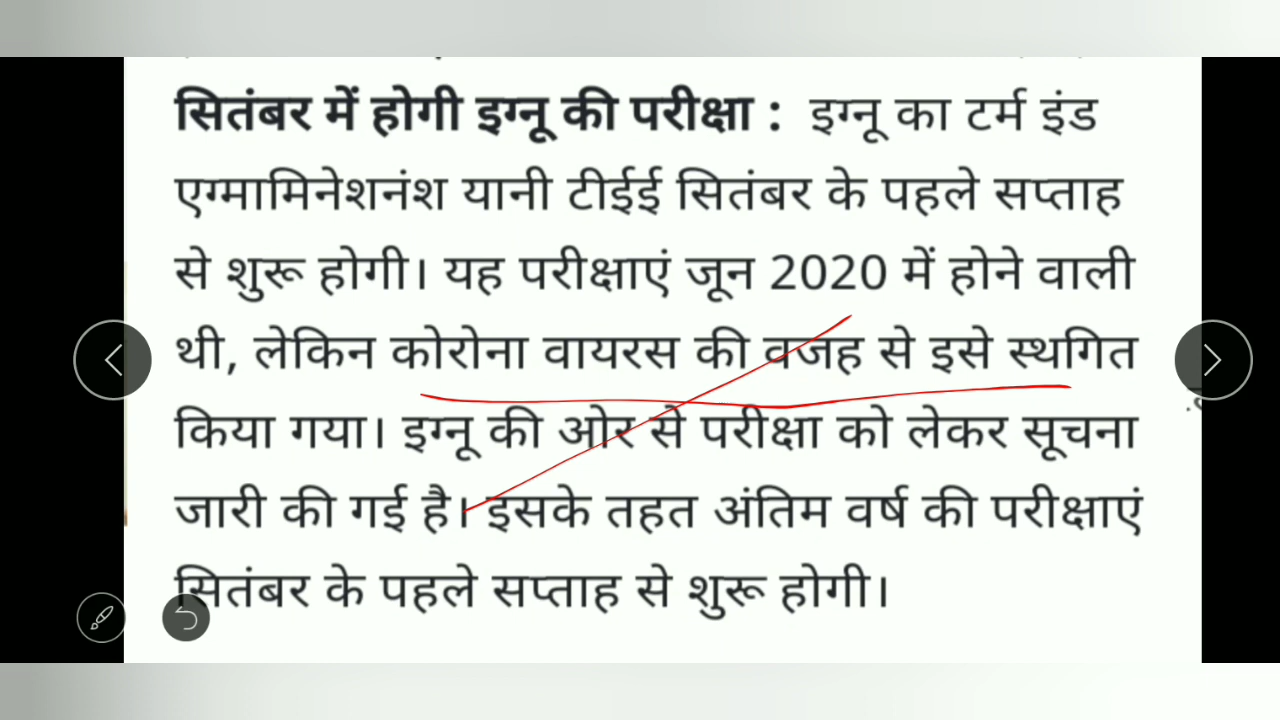 सितंबर में होगी इग्नू की परीक्षा : इग्नू का टर्म इंड
एग्मामिनेशनंश यानी टीईई सितंबर के पहले सप्ताह
से शुरू होगी। यह परीक्षाएं जून 2020 में होने वाली
थी, लेकिन कोरोना वायरस की वजह से इसे स्थगित
किया गया। इग्नू की ओर से परीक्षा को लेकर सूचना
जारी की गई है। इसके तहत अंतिम वर्ष की परीक्षाएं
सितंबर के पहले सप्ताह से शुरू होगी।